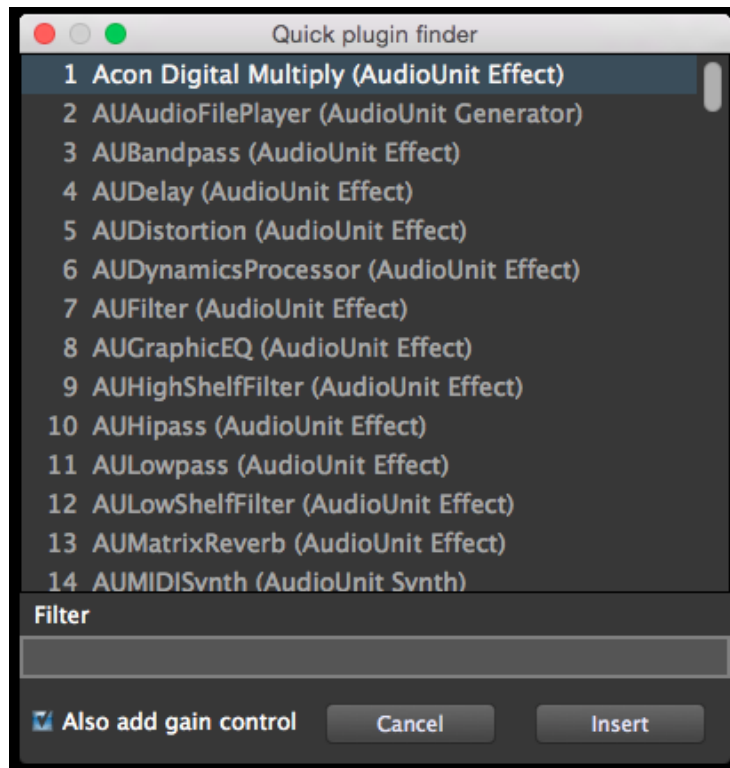 Quick plugin finder
1 Acon Digital Multiply (AudioUnit Effect)
2 AUAudioFilePlayer (AudioUnit Generator)
3 AUBandpass (AudioUnit Effect)
4 AUDelay (AudioUnit Effect)
5 AUDistortion (AudioUnit Effect)
6 AUDynamicsProcessor (AudioUnit Effect)
7 AUFilter (AudioUnit Effect)
8 AUGraphicEQ (AudioUnit Effect)
9 AUHighShelfFilter (AudioUnit Effect)
10 AUHipass (AudioUnit Effect)
11 AULowpass (AudioUnit Effect)
12 AULowShelfFilter (AudioUnit Effect)
13 AUMatrixReverb (AudioUnit Effect)
14 AUMIDISynth (AudioUnit Synth)
Filter
Also add gain control Cancel Insert